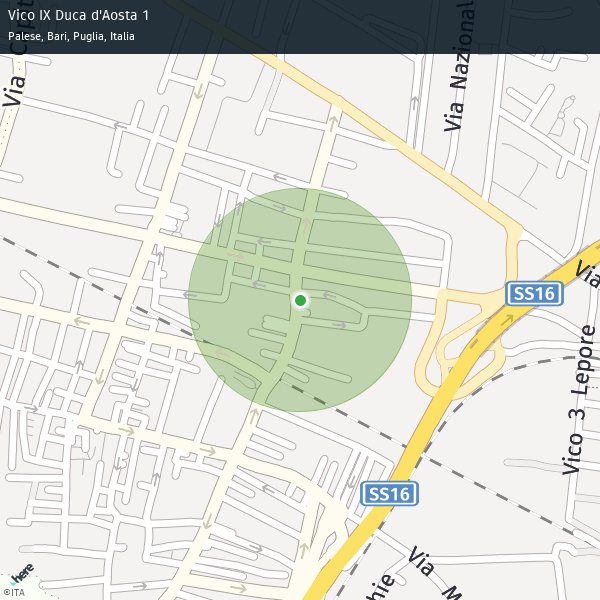 Vico IX Duca d'Aosta 1
Palese, Bari, Puglia, Italia
Via Nazional
SS16
Via
Vico 3 Lepore
SS16
Via M
hie
here
©ITA